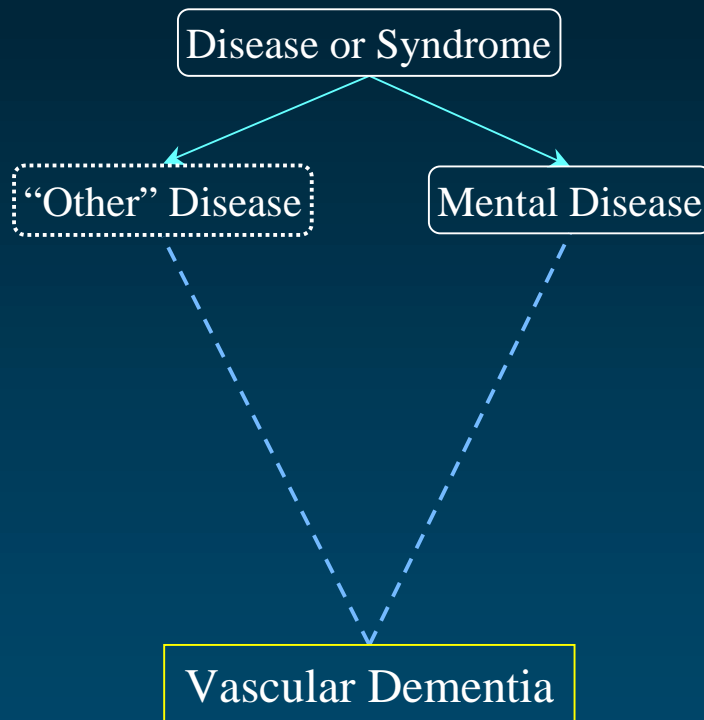 Disease or Syndrome
“Other” Disease
Mental Disease
Vascular Dementia